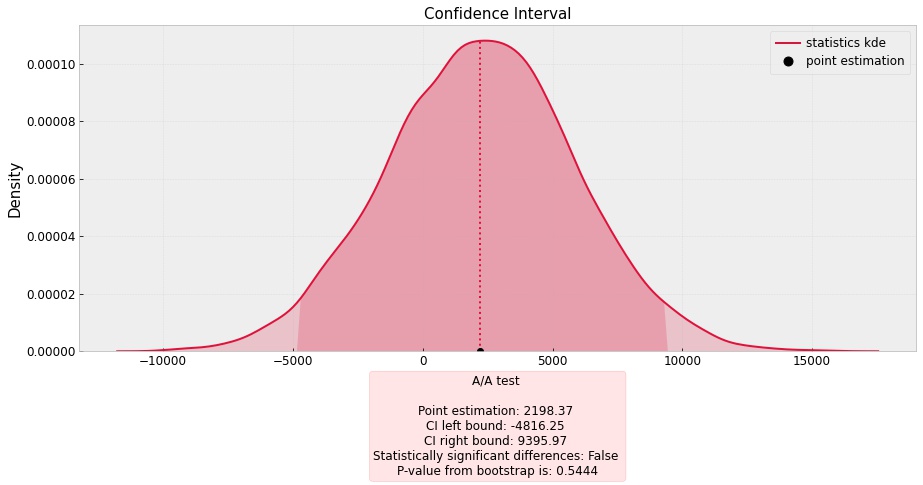 Confidence Interval
statistics kde
point estimation
Density
0.00010
0.00008
0.00006
0.00004
0.00002
0.00000
−10000 −5000 0 5000 10000 15000
A/A test
Point estimation: 2198.37
CI left bound: -4816.25
CI right bound: 9395.97
Statistically significant differences: False
P-value from bootstrap is: 0.5444